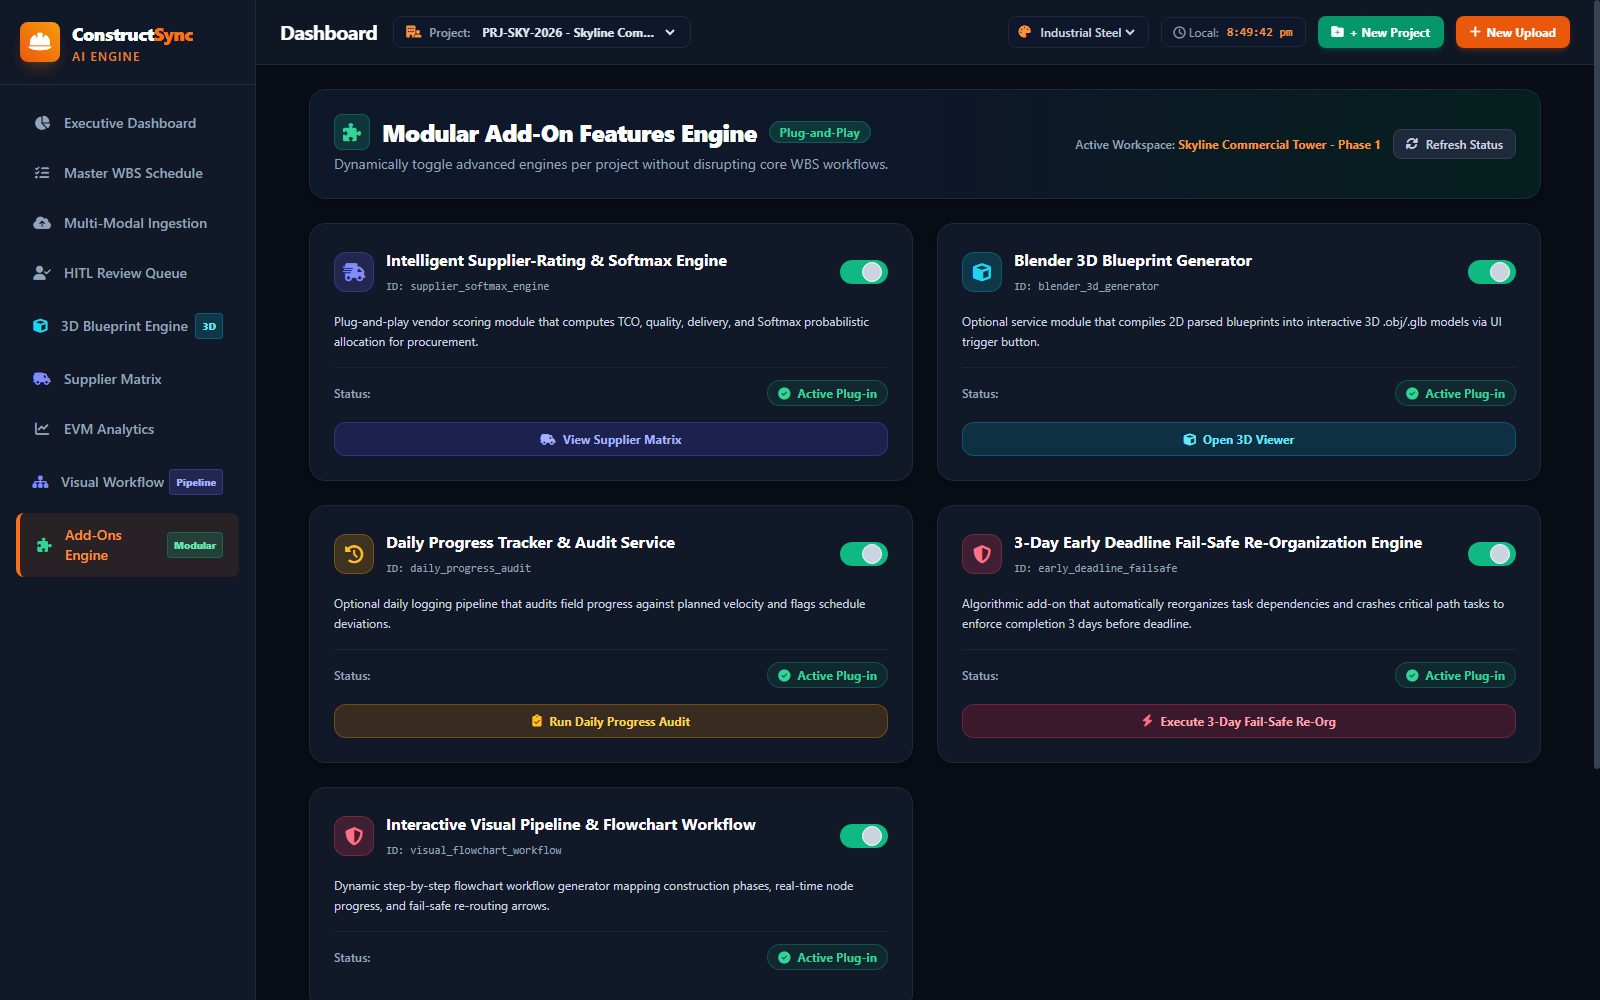 ConstructSync
AI ENGINE
Executive Dashboard
Master WBS Schedule
Multi-Modal Ingestion
HITL Review Queue
3D Blueprint Engine 3D
Supplier Matrix
EVM Analytics
Visual Workflow Pipeline
Add-Ons Engine Modular
Dashboard
Project: PRJ-SKY-2026 - Skyline Com...
Industrial Steel
Local: 8:49:42 pm
+ New Project
New Upload
Modular Add-On Features Engine Plug-and-Play
Dynamically toggle advanced engines per project without disrupting core WBS workflows.
Active Workspace: Skyline Commercial Tower - Phase 1
Refresh Status
Intelligent Supplier-Rating & Softmax Engine
ID: supplier_softmax_engine
Plug-and-play vendor scoring module that computes TCO, quality, delivery, and Softmax probabilistic
allocation for procurement.
Status: Active Plug-in
View Supplier Matrix
Blender 3D Blueprint Generator
ID: blender_3d_generator
Optional service module that compiles 2D parsed blueprints into interactive 3D .obj/.glb models via UI
trigger button.
Status: Active Plug-in
Open 3D Viewer
Daily Progress Tracker & Audit Service
ID: daily_progress_audit
Optional daily logging pipeline that audits field progress against planned velocity and flags schedule
deviations.
Status: Active Plug-in
Run Daily Progress Audit
3-Day Early Deadline Fail-Safe Re-Organization Engine
ID: early_deadline_failsafe
Algorithmic add-on that automatically reorganizes task dependencies and crashes critical path tasks to
enforce completion 3 days before deadline.
Status: Active Plug-in
Execute 3-Day Fail-Safe Re-Org
Interactive Visual Pipeline & Flowchart Workflow
ID: visual_flowchart_workflow
Dynamic step-by-step flowchart workflow generator mapping construction phases, real-time node
progress, and fail-safe re-routing arrows.
Status: Active Plug-in